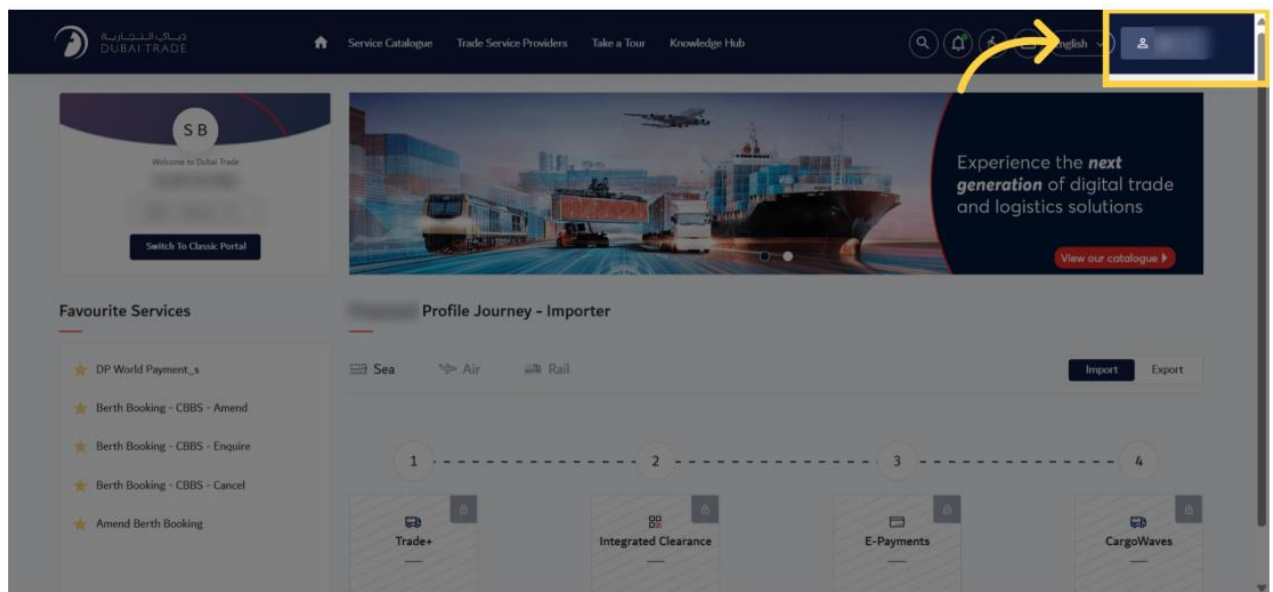 دبـي التـجـاريـة
DUBAI TRADE
Service Catalogue
Trade Service Providers
Take a Tour
Knowledge Hub
English
S B
Welcome to Dubai Trade
Switch To Classic Portal
Experience the next
generation of digital trade
and logistics solutions
View our catalogue
Favourite Services
DP World Payment_s
Berth Booking - CBBS - Amend
Berth Booking - CBBS - Enquire
Berth Booking - CBBS - Cancel
Amend Berth Booking
Profile Journey - Importer
Sea
Air
Rail
Import
Export
1
2
3
4
Trade+
Integrated Clearance
E-Payments
CargoWaves